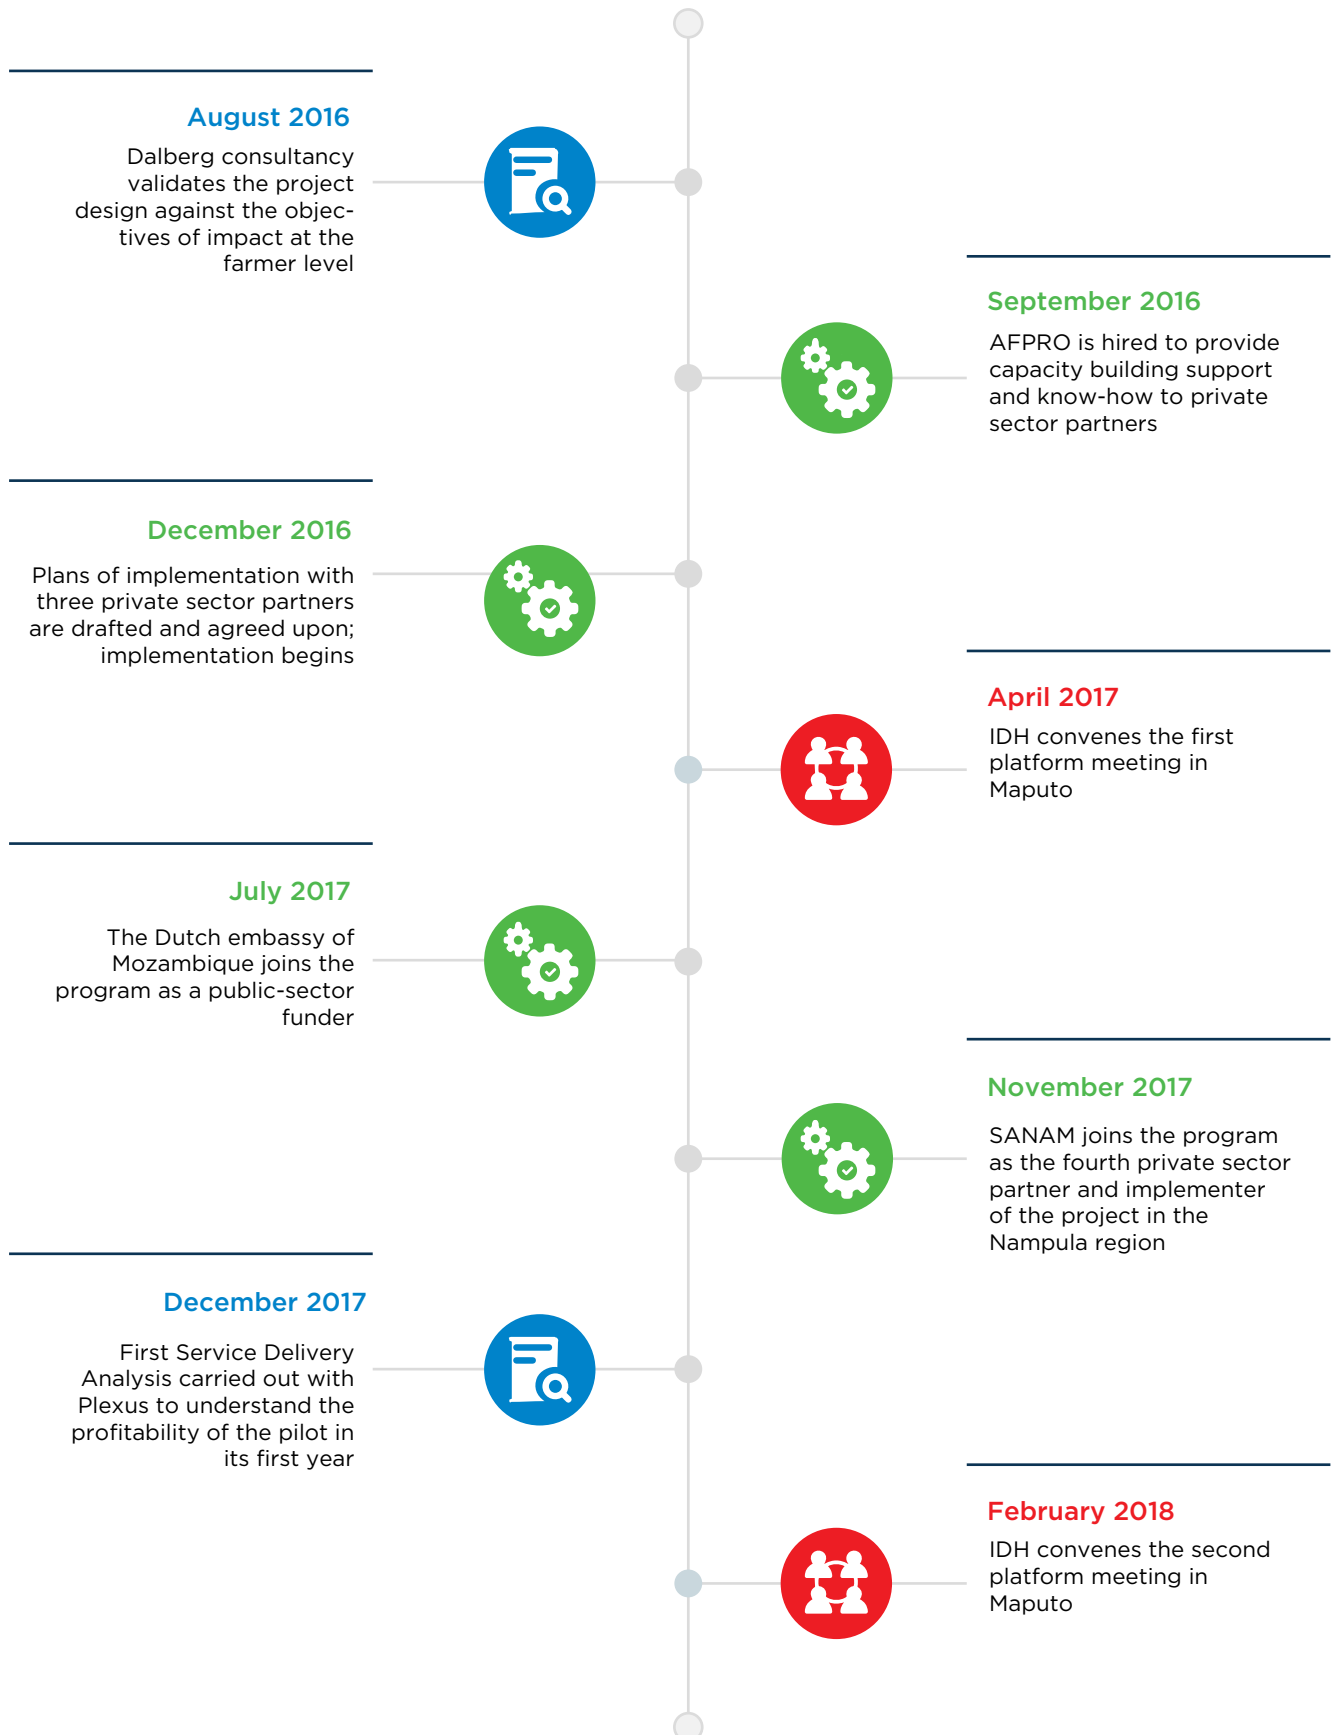 August 2016
Dalberg consultancy
validates the project
design against the objec-
tives of impact at the
farmer level
September 2016
AFPRO is hired to provide
capacity building support
and know-how to private
sector partners
December 2016
Plans of implementation with
three private sector partners
are drafted and agreed upon;
implementation begins
April 2017
IDH convenes the first
platform meeting in
Maputo
July 2017
The Dutch embassy of
Mozambique joins the
program as a public-sector
funder
November 2017
SANAM joins the program
as the fourth private sector
partner and implementer
of the project in the
Nampula region
December 2017
First Service Delivery
Analysis carried out with
Plexus to understand the
profitability of the pilot in
its first year
February 2018
IDH convenes the second
platform meeting in
Maputo